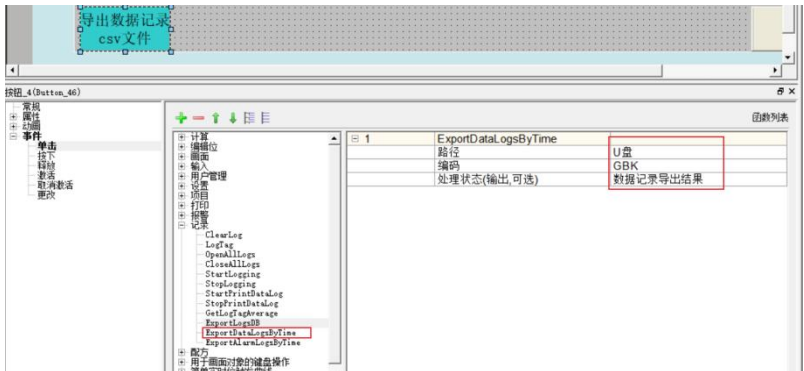 导出数据记录
csv文件
按钮_4(Button_46)
常规
属性
动画
事件
单击
按下
释放
激活
取消激活
更改
函数列表
计算
编辑位
画面
输入
用户管理
设置
项目
打印
报警
记录
ClearLog
LogTag
OpenAllLogs
CloseAllLogs
StartLogging
StopLogging
StartPrintDataLog
StopPrintDataLog
GetLogTagAverage
ExportLogsDB
ExportDataLogsByTime
ExportAlarmLogsByTime
配方
用于画面对象的键盘操作
1 ExportDataLogsByTime
路径 U盘
编码 GBK
处理状态(输出,可选) 数据记录导出结果